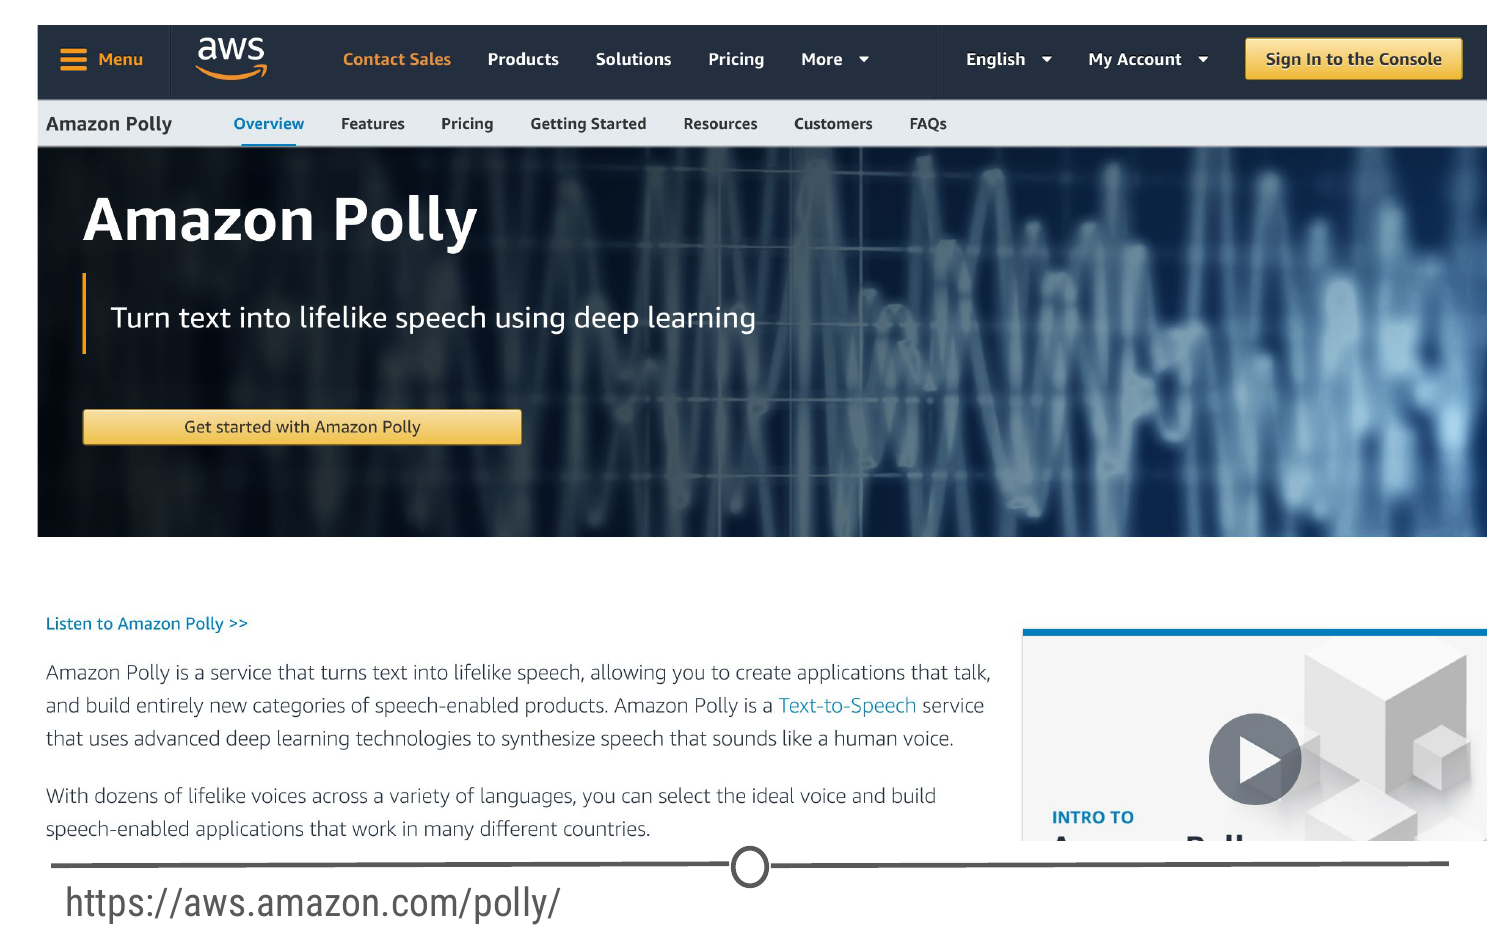 Menu
aws
Contact Sales
Products
Solutions
Pricing
More
English
My Account
Sign In to the Console
Amazon Polly
Overview
Features
Pricing
Getting Started
Resources
Customers
FAQs
Amazon Polly
Turn text into lifelike speech using deep learning
Get started with Amazon Polly
Listen to Amazon Polly >>
Amazon Polly is a service that turns text into lifelike speech, allowing you to create applications that talk,
and build entirely new categories of speech-enabled products. Amazon Polly is a Text-to-Speech service
that uses advanced deep learning technologies to synthesize speech that sounds like a human voice.
With dozens of lifelike voices across a variety of languages, you can select the ideal voice and build
speech-enabled applications that work in many different countries.
INTRO TO
https://aws.amazon.com/polly/